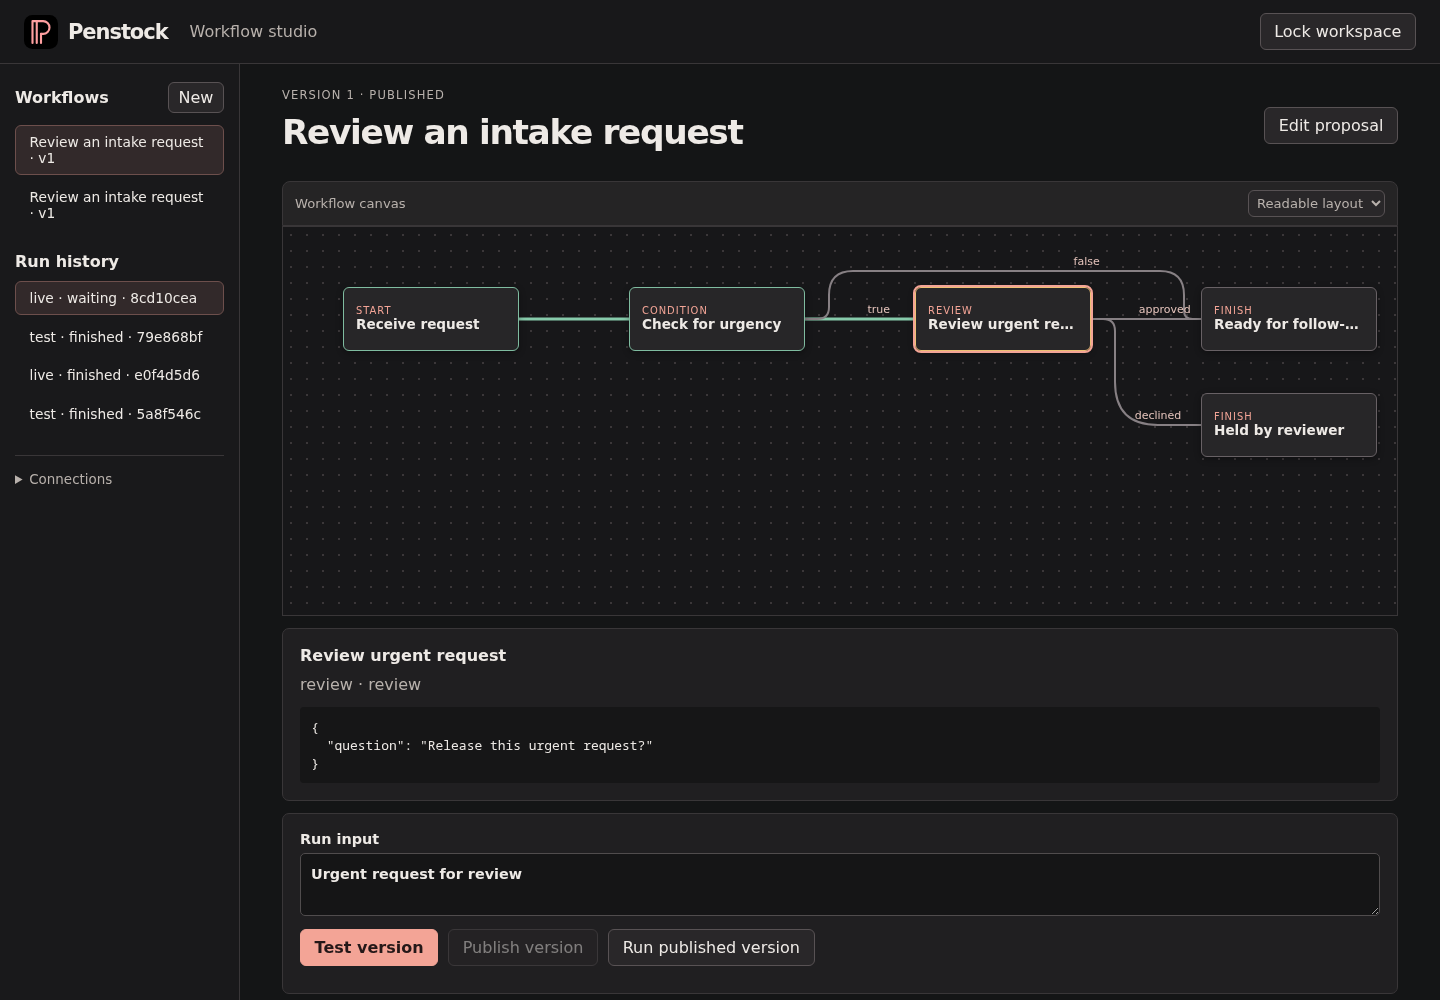 Penstock
Workflow studio
Lock workspace
Workflows
New
Review an intake request
· v1
Review an intake request
· v1
Run history
live · waiting · 8cd10cea
test · finished · 79e868bf
live · finished · e0f4d5d6
test · finished · 5a8f546c
Connections
VERSION 1 · PUBLISHED
Review an intake request
Edit proposal
Workflow canvas
Readable layout
false
START
Receive request
CONDITION
Check for urgency
true
REVIEW
Review urgent re...
approved
FINISH
Ready for follow-...
declined
FINISH
Held by reviewer
Review urgent request
review · review
{
"question": "Release this urgent request?"
}
Run input
Urgent request for review
Test version
Publish version
Run published version